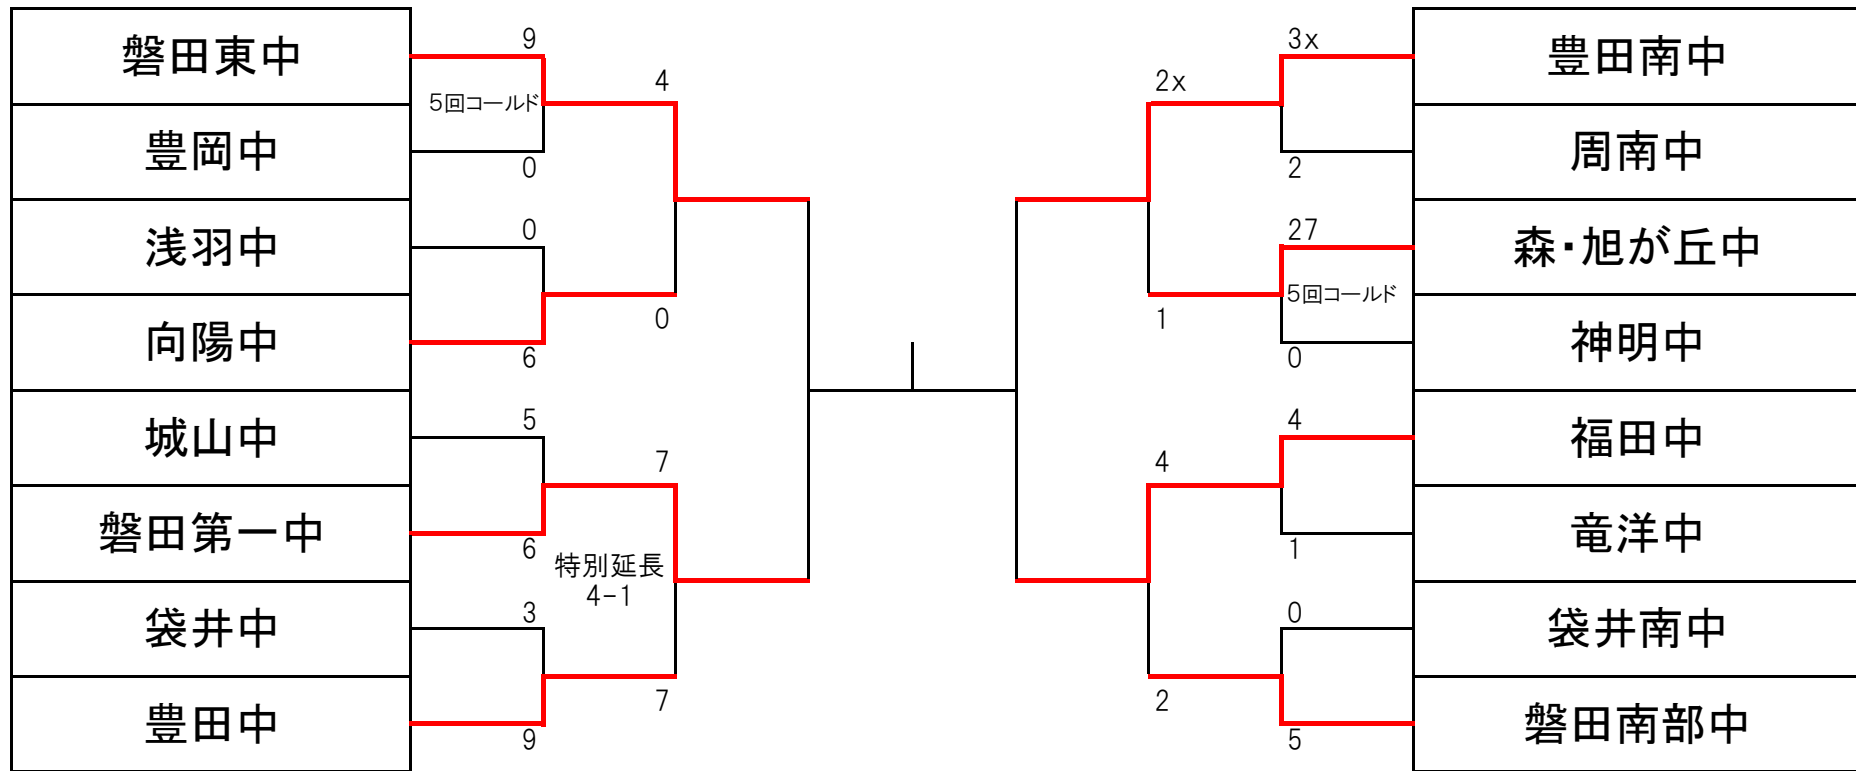 磐田東中
豊岡中
浅羽中
向陽中
城山中
磐田第一中
袋井中
豊田中
9
5回コールド
0
0
6
5
6
3
9
4
0
7
特別延長
4-1
7
2x
1
4
2
3x
2
27
5回コールド
0
4
1
0
5
豊田南中
周南中
森・旭が丘中
神明中
福田中
竜洋中
袋井南中
磐田南部中